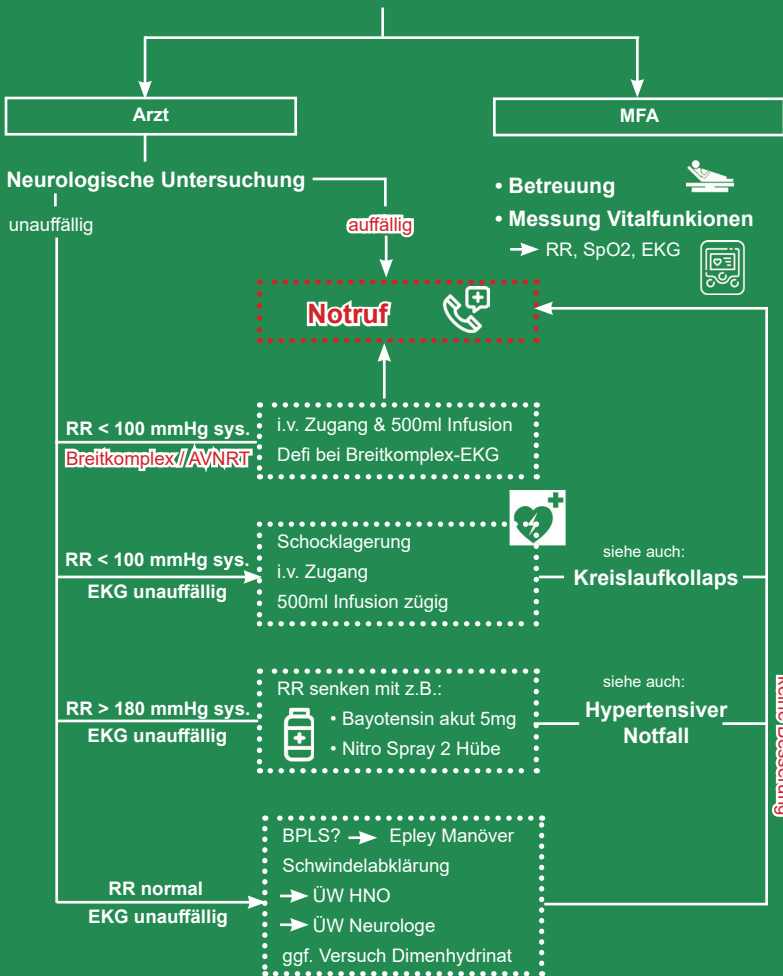 Arzt
MFA
Neurologische Untersuchung
unauffällig
auffällig
• Betreuung
• Messung Vitalfunkionen
RR, SpO2, EKG
Notruf
RR < 100 mmHg sys.
Breitkomplex / AVNRT
i.v. Zugang & 500ml Infusion
Defi bei Breitkomplex-EKG
RR < 100 mmHg sys.
EKG unauffällig
Schocklagerung
i.v. Zugang
500ml Infusion zügig
siehe auch:
Kreislaufkollaps
RR > 180 mmHg sys.
EKG unauffällig
RR senken mit z.B.:
• Bayotensin akut 5mg
• Nitro Spray 2 Hübe
siehe auch:
Hypertensiver
Notfall
keine Besserung
RR normal
EKG unauffällig
BPLS? Epley Manöver
Schwindelabklärung
ÜW HNO
ÜW Neurologe
ggf. Versuch Dimenhydrinat